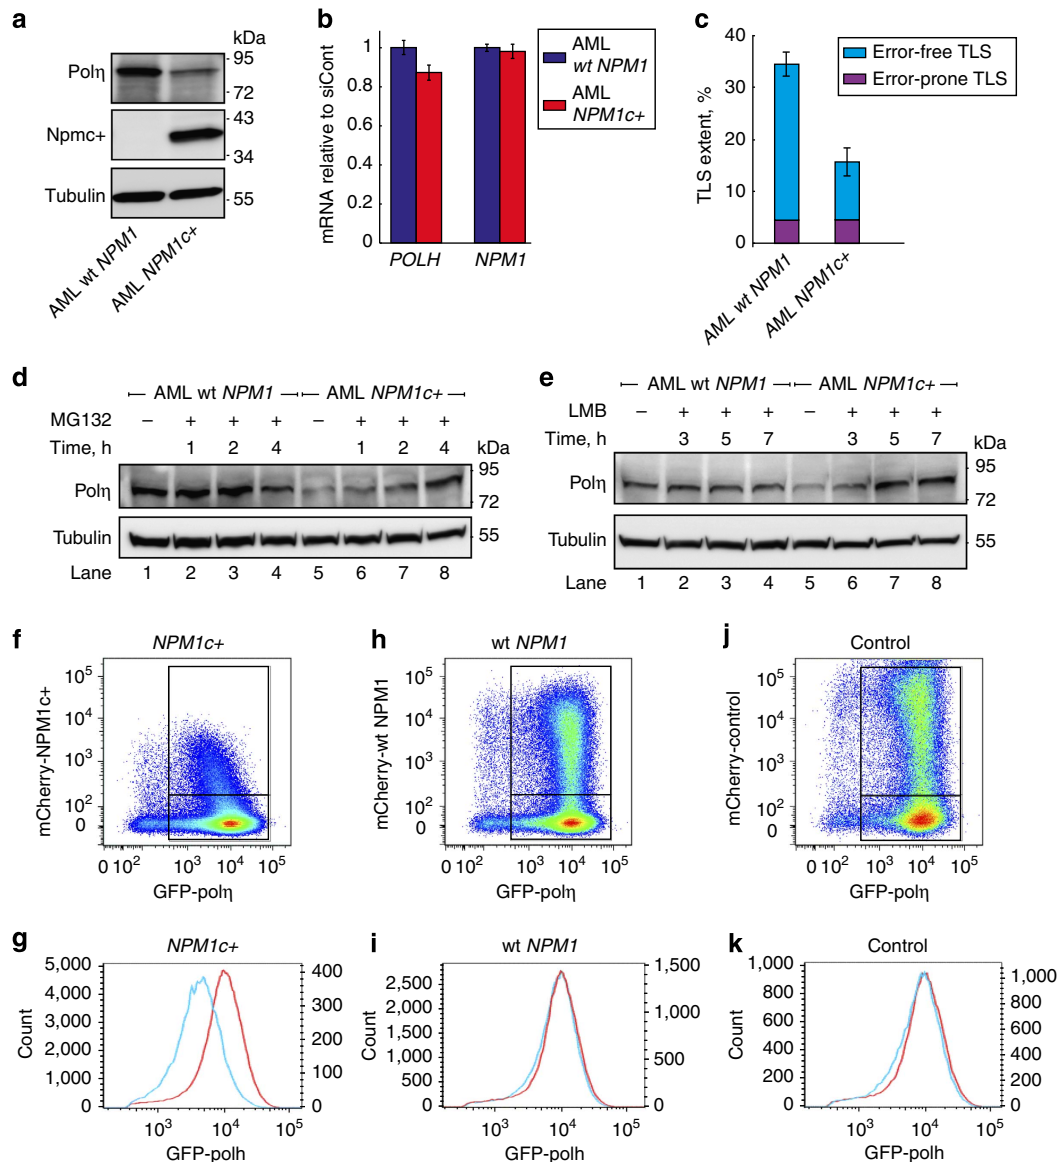 a
kDa
Polη
95
72
Npmc+
43
34
Tubulin
55
AML wt NPM1
AML NPM1c+
b
mRNA relative to siCont
1
0.8
0.6
0.4
0.2
0
POLH
NPM1
AML
wt NPM1
AML
NPM1c+
c
TLS extent, %
40
30
20
10
0
Error-free TLS
Error-prone TLS
AML wt NPM1
AML NPM1c+
d
AML wt NPM1
AML NPM1c+
MG132 – + + + – + + +
Time, h 1 2 4 1 2 4 kDa
Polη
95
72
Tubulin
55
Lane 1 2 3 4 5 6 7 8
e
AML wt NPM1
AML NPM1c+
LMB – + + + – + + +
Time, h 3 5 7 3 5 7 kDa
Polη
95
72
Tubulin
55
Lane 1 2 3 4 5 6 7 8
f
NPM1c+
mCherry-NPM1c+
10^5
10^4
10^3
10^2
0
0 10^2 10^3 10^4 10^5
GFP-polη
h
wt NPM1
mCherry-wt NPM1
10^5
10^4
10^3
10^2
0
0 10^2 10^3 10^4 10^5
GFP-polη
j
Control
mCherry-control
10^5
10^4
10^3
10^2
0
0 10^2 10^3 10^4 10^5
GFP-polη
g
NPM1c+
Count
5,000
4,000
3,000
2,000
1,000
0
400
300
200
100
0
10^3 10^4 10^5
GFP-polh
i
wt NPM1
Count
2,500
2,000
1,500
1,000
500
0
1,500
1,000
500
0
10^3 10^4 10^5
GFP-polh
k
Control
Count
1,000
800
600
400
200
0
1,000
800
600
400
200
0
10^3 10^4 10^5
GFP-polh